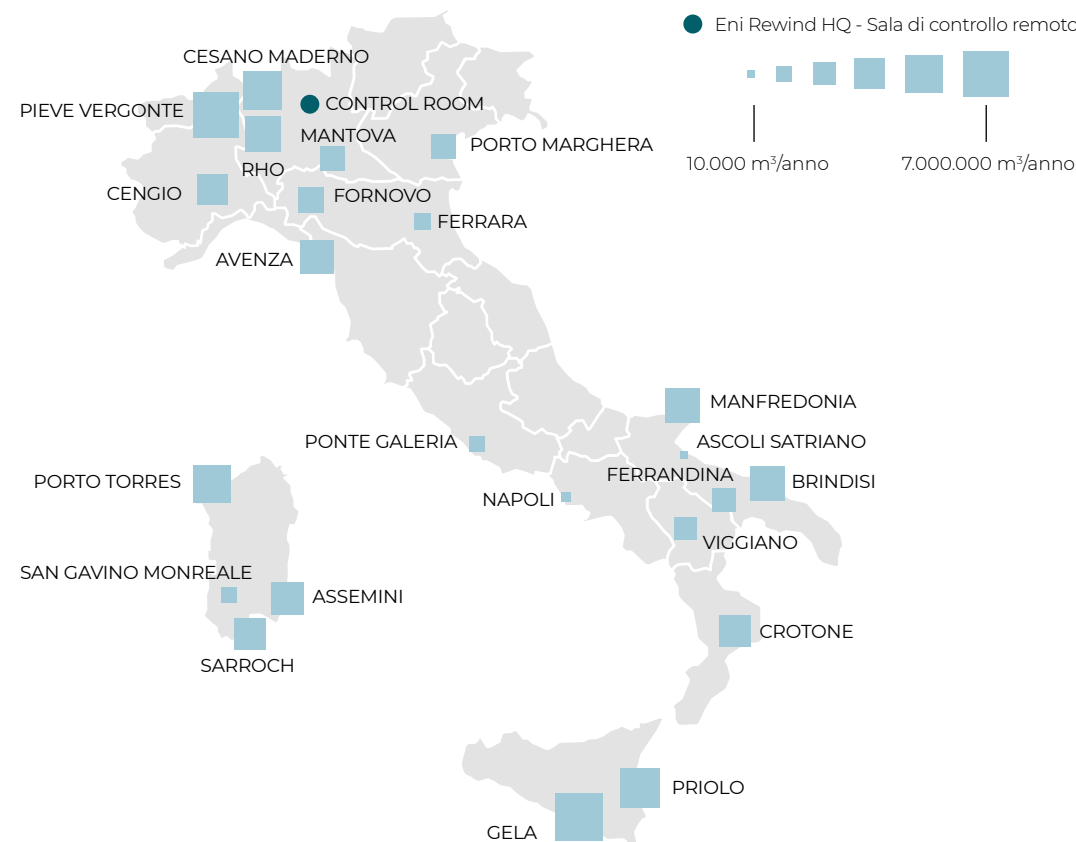 Eni Rewind HQ - Sala di controllo remoto
10.000 m³/anno
7.000.000 m³/anno
CESANO MADERNO
PIEVE VERGONTE
CONTROL ROOM
MANTOVA
PORTO MARGHERA
RHO
CENGIO
FORNOVO
FERRARA
AVENZA
MANFREDONIA
PONTE GALERIA
ASCOLI SATRIANO
FERRANDINA
PORTO TORRES
BRINDISI
NAPOLI
VIGGIANO
SAN GAVINO MONREALE
ASSEMINI
CROTONE
SARROCH
PRIOLO
GELA